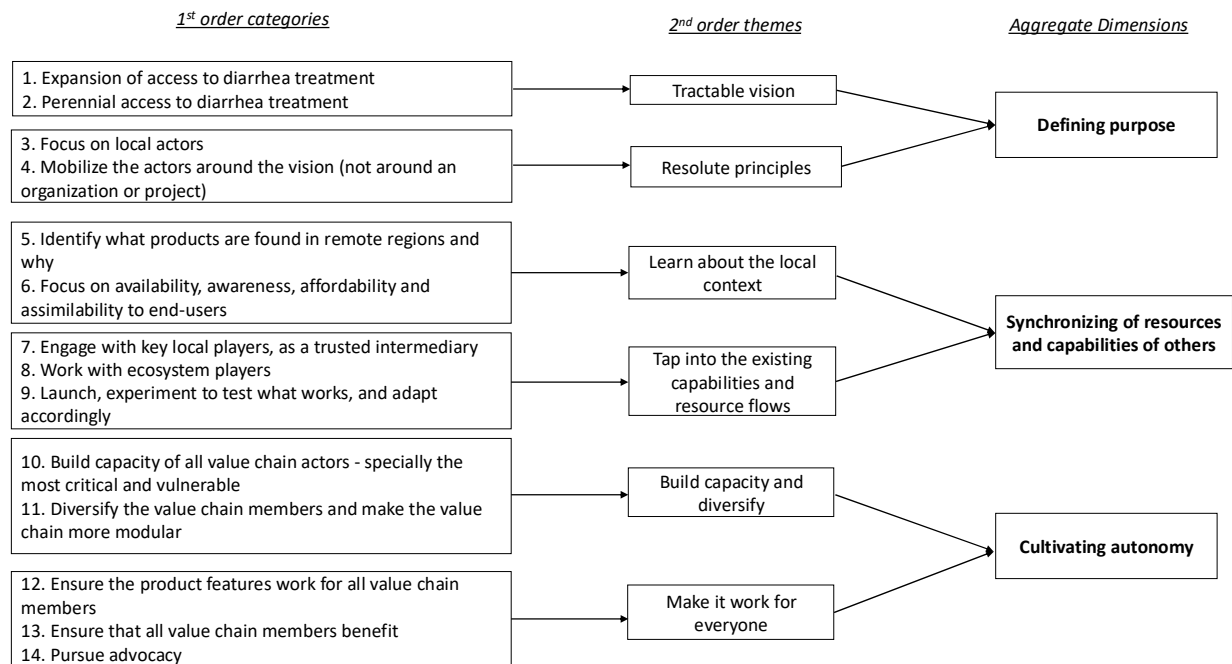 1st order categories
2nd order themes
Aggregate Dimensions
1. Expansion of access to diarrhea treatment
2. Perennial access to diarrhea treatment
Tractable vision
Defining purpose
3. Focus on local actors
4. Mobilize the actors around the vision (not around an
organization or project)
Resolute principles
5. Identify what products are found in remote regions and
why
6. Focus on availability, awareness, affordability and
assimilability to end-users
Learn about the local
context
Synchronizing of resources
and capabilities of others
7. Engage with key local players, as a trusted intermediary
8. Work with ecosystem players
9. Launch, experiment to test what works, and adapt
accordingly
Tap into the existing
capabilities and
resource flows
10. Build capacity of all value chain actors - specially the
most critical and vulnerable
11. Diversify the value chain members and make the value
chain more modular
Build capacity and
diversify
Cultivating autonomy
12. Ensure the product features work for all value chain
members
13. Ensure that all value chain members benefit
14. Pursue advocacy
Make it work for
everyone